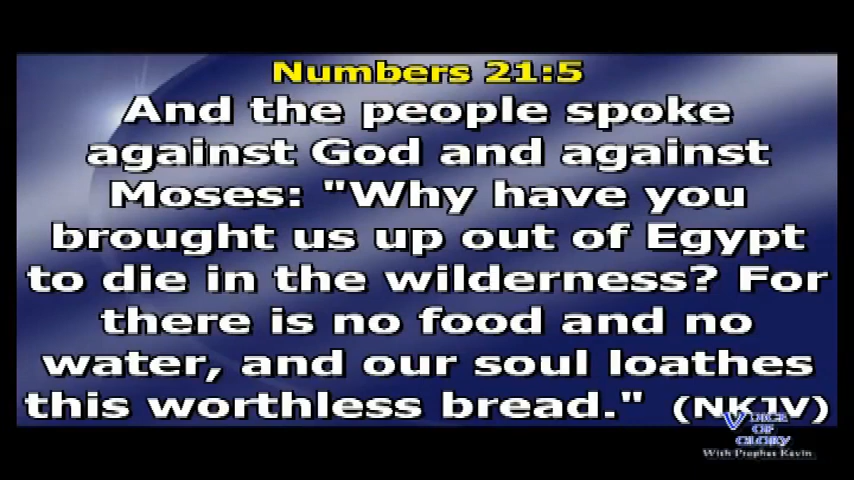 Numbers 21:5
And the people spoke
against God and against
Moses: "Why have you
brought us up out of Egypt
to die in the wilderness? For
there is no food and no
water, and our soul loathes
this worthless bread." (NKJV)
VOICE
OF
GLORY
With Prophet Kevin